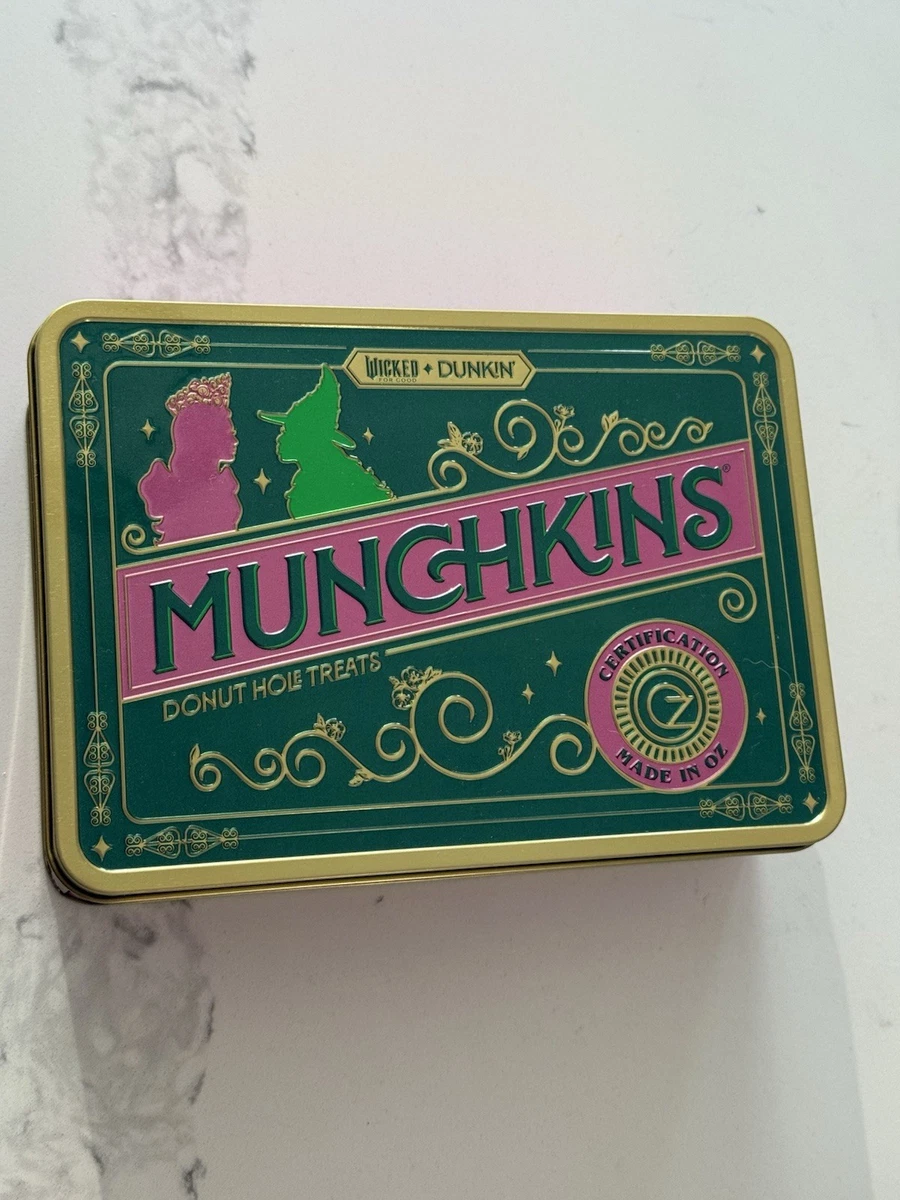 WICKED + DUNKIN'
FOR GOOD
MUNCHKINS®
DONUT HOLE TREATS
CERTIFICATION
OZ
MADE IN OZ